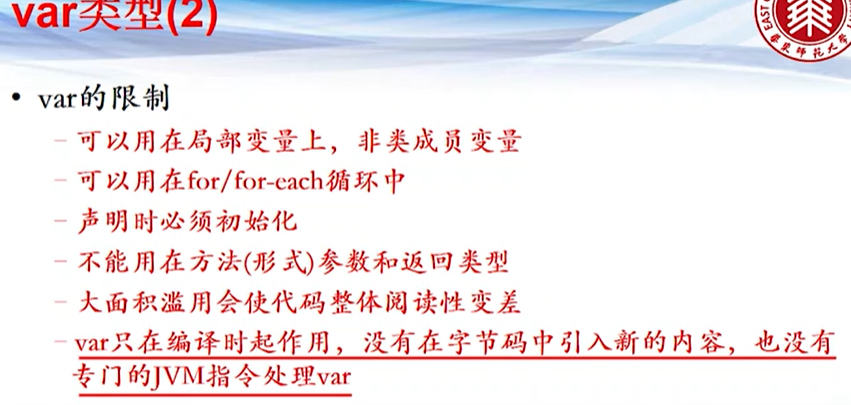 var类型(2)
• var的限制
– 可以用在局部变量上，非类成员变量
– 可以用在for/for-each循环中
– 声明时必须初始化
– 不能用在方法(形式)参数和返回类型
– 大面积滥用会使代码整体阅读性变差
– var只在编译时起作用，没有在字节码中引入新的内容，也没有
专门的JVM指令处理var